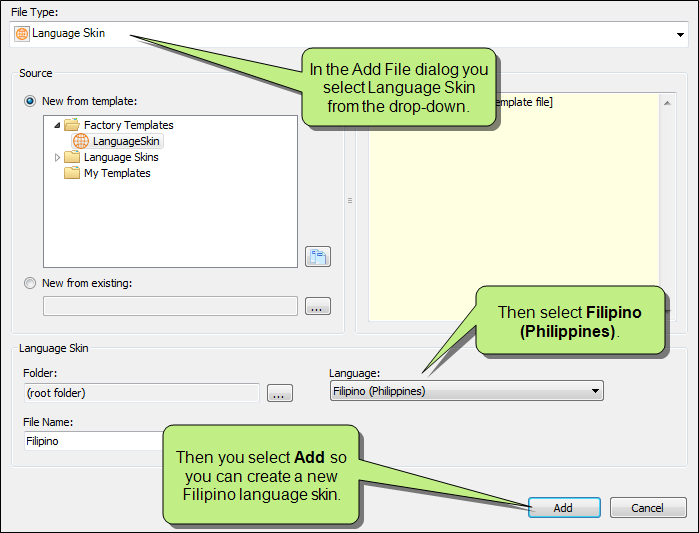 File Type:
Language Skin
In the Add File dialog you
select Language Skin
from the drop-down.
Source
New from template:
Factory Templates
LanguageSkin
Language Skins
My Templates
emplate file]
New from existing:
...
Then select Filipino
(Philippines).
Language Skin
Folder:
(root folder)
...
Language:
Filipino (Philippines)
File Name:
Filipino
Then you select Add so
you can create a new
Filipino language skin.
Add
Cancel